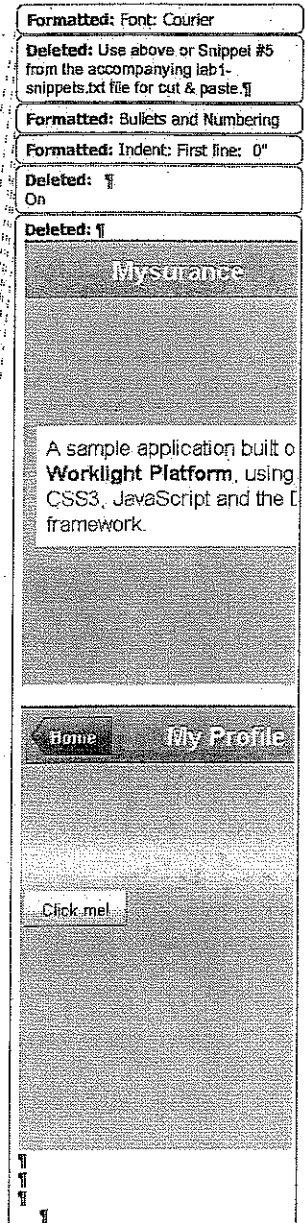 Formatted: Font: Courier
Deleted: Use above or Snippet #5
from the accompanying lab1-
snippets.txt file for cut & paste.¶
Formatted: Bullets and Numbering
Formatted: Indent: First line: 0"
Deleted: ¶
On
Deleted: ¶
Mysurance
A sample application built o
Worklight Platform, using
CSS3, JavaScript and the D
framework.
Home
My Profile
Click me!
¶
¶
¶
¶